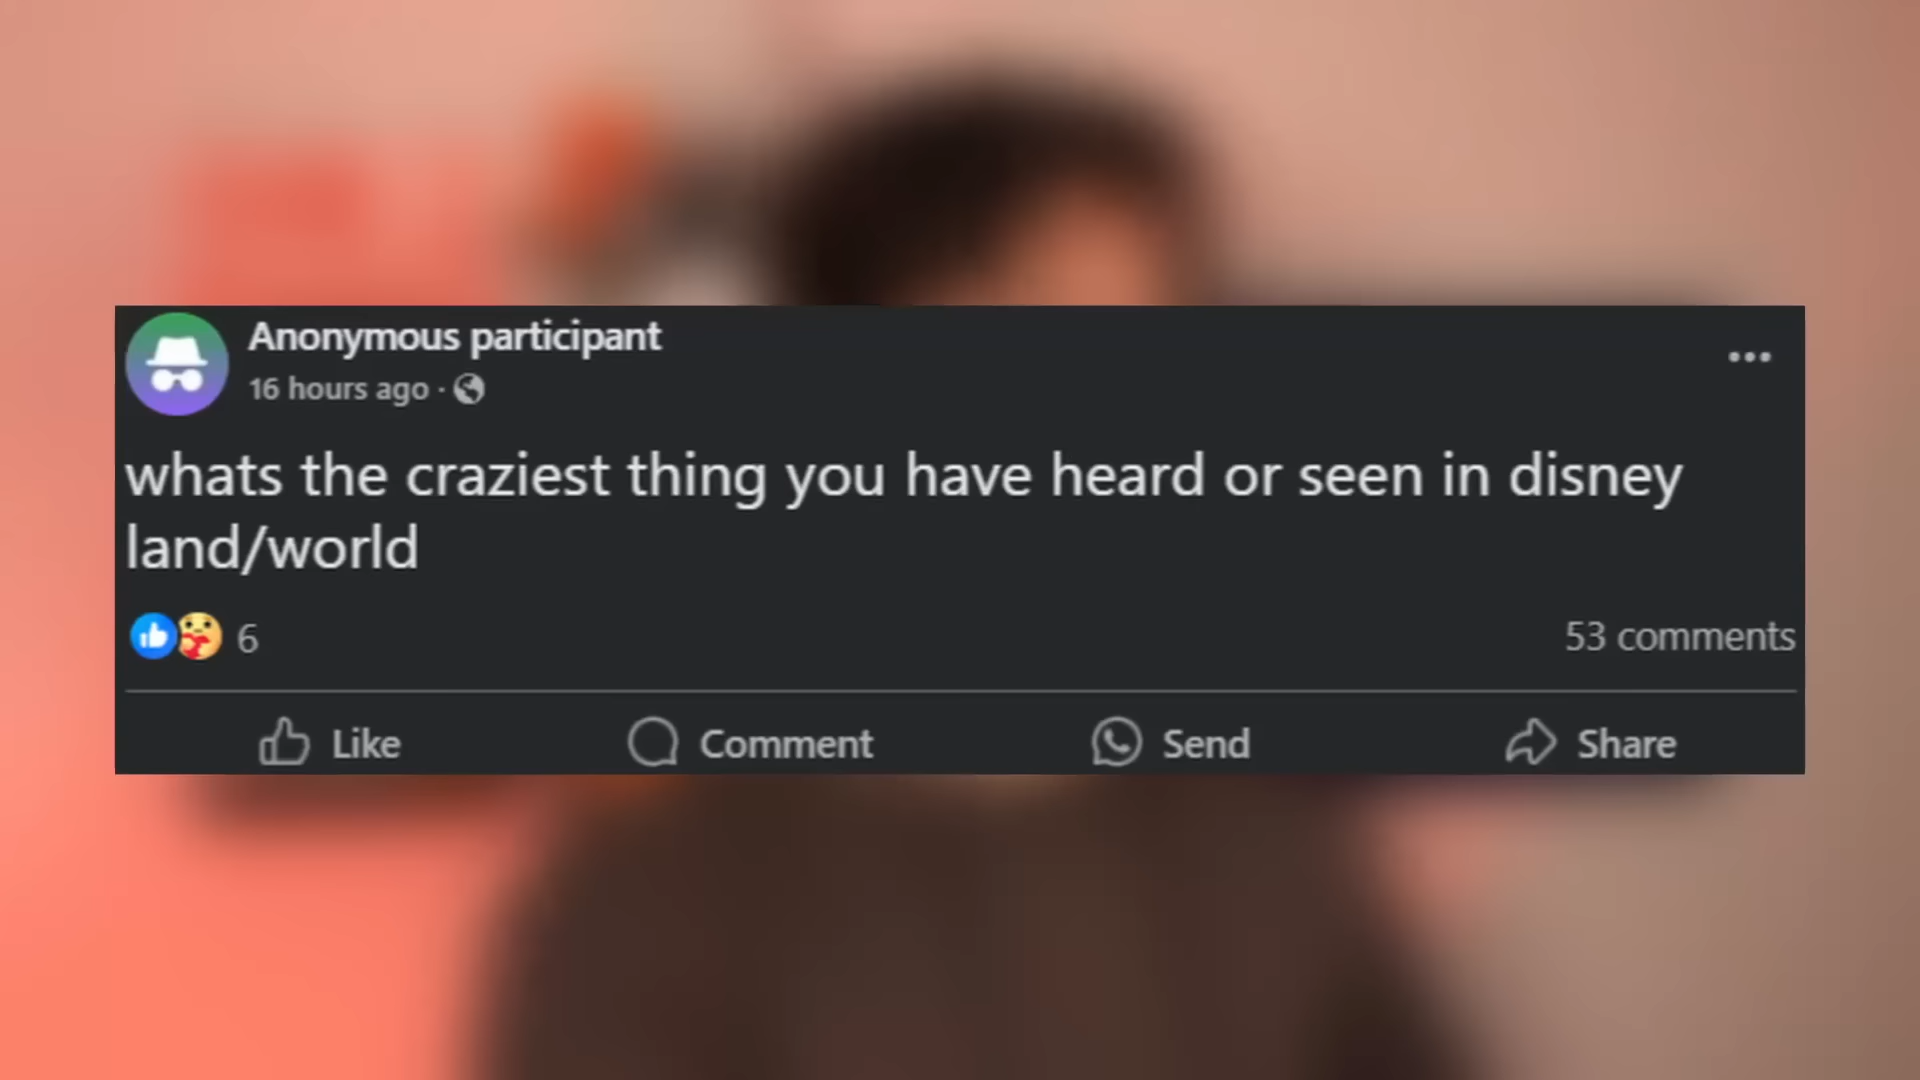 Anonymous participant
16 hours ago ·
whats the craziest thing you have heard or seen in disney
land/world
6
53 comments
Like
Comment
Send
Share